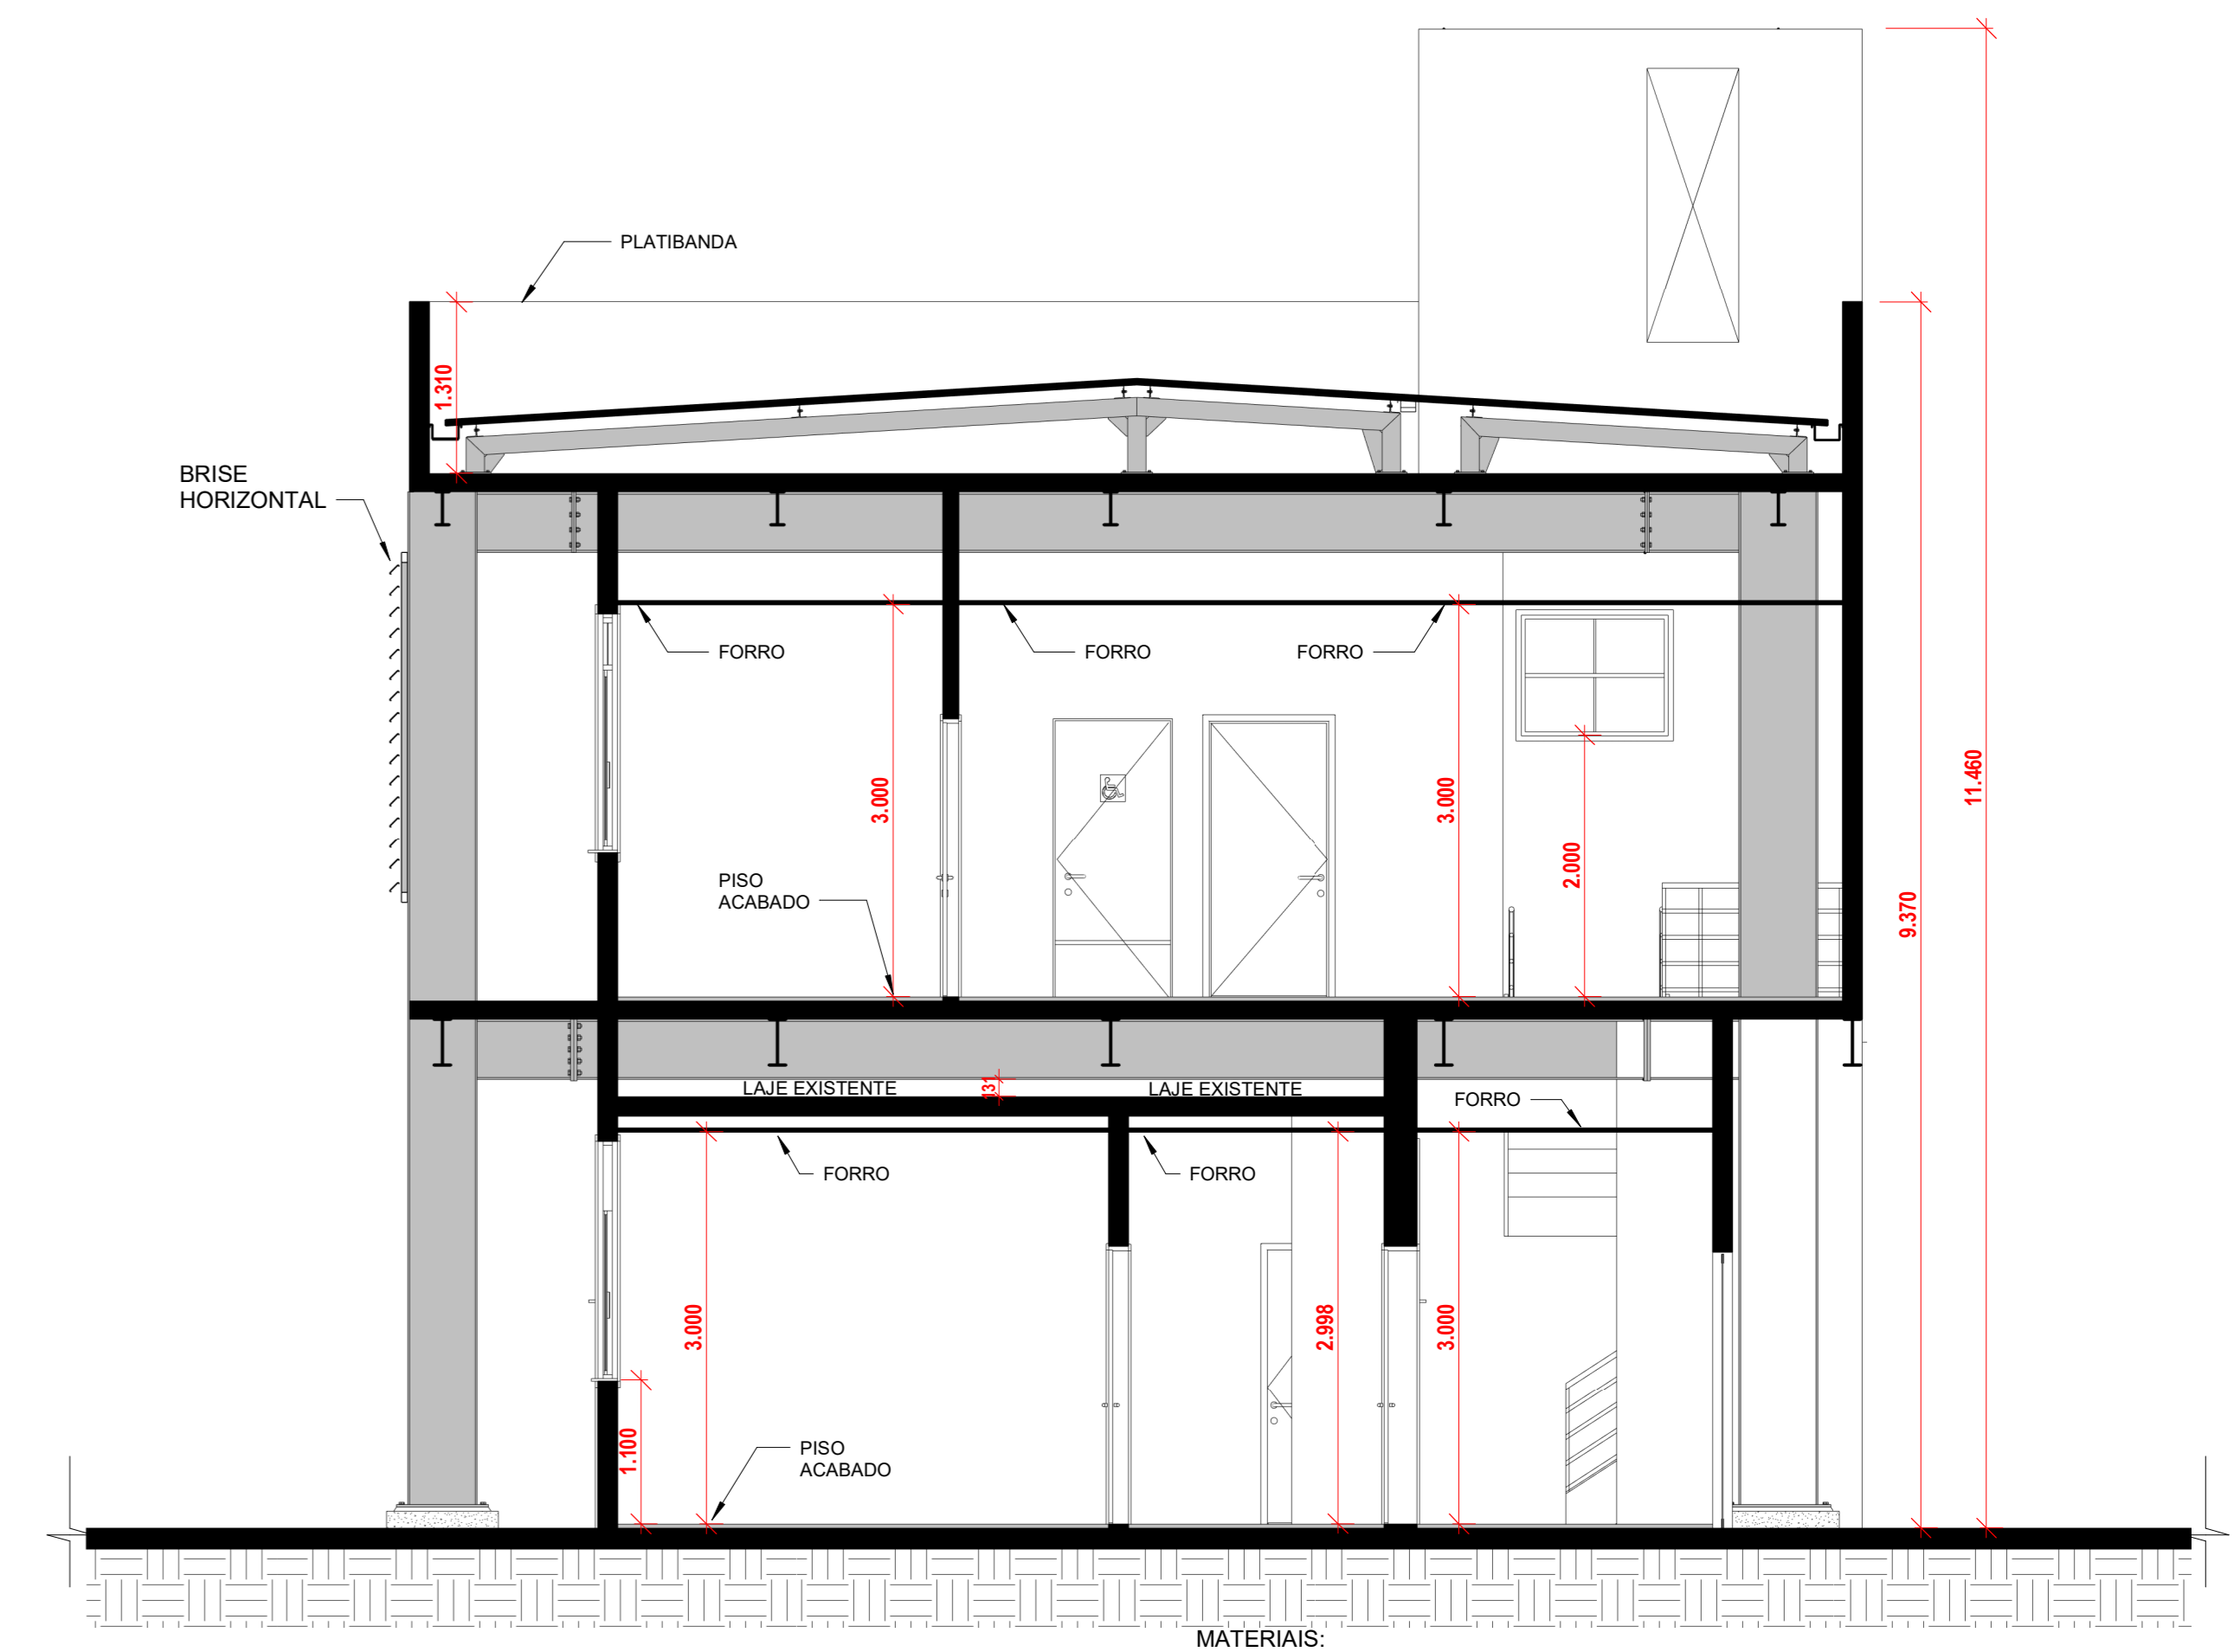 PLATIBANDA
1.310
BRISE
HORIZONTAL
FORRO
FORRO
FORRO
3.000
3.000
2.000
11.460
9.370
PISO
ACABADO
LAJE EXISTENTE
131
LAJE EXISTENTE
FORRO
FORRO
FORRO
3.000
2.998
3.000
1.100
PISO
ACABADO
MATERIAIS: